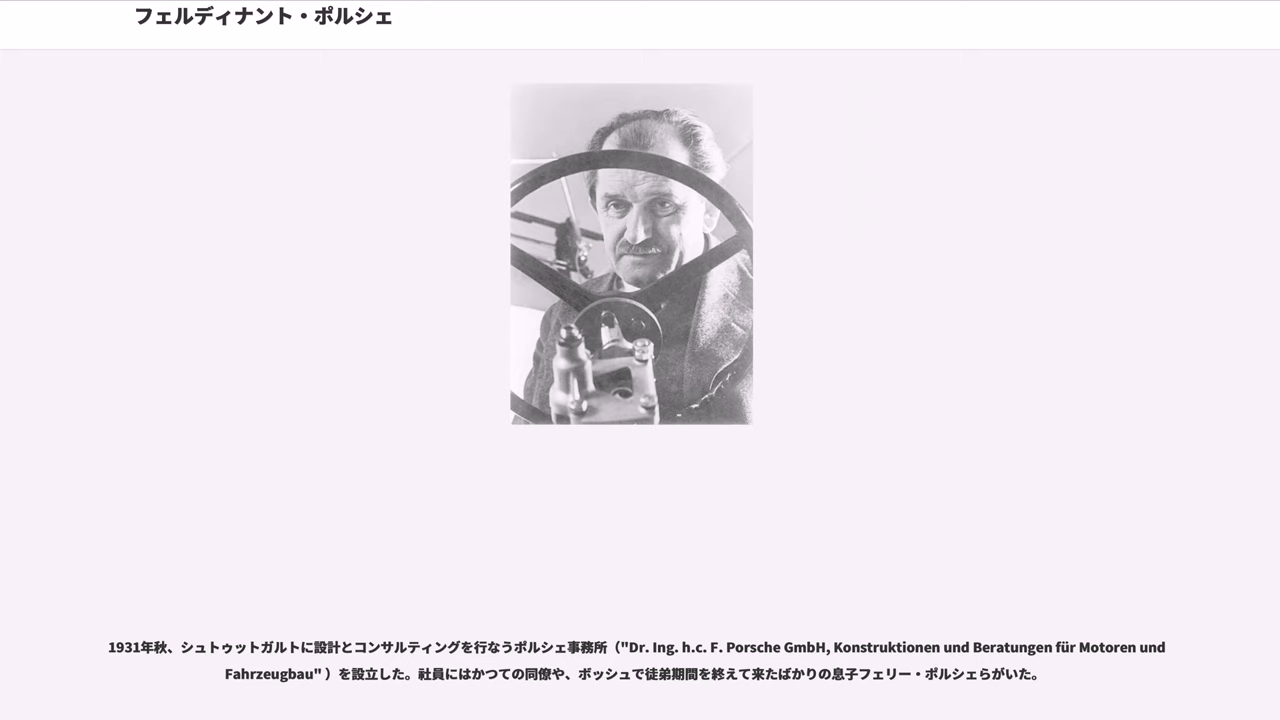 フェルディナント・ポルシェ
1931年秋、シュトゥットガルトに設計とコンサルティングを行なうポルシェ事務所（"Dr. Ing. h.c. F. Porsche GmbH, Konstruktionen und Beratungen für Motoren und
Fahrzeugbau" ）を設立した。社員にはかつての同僚や、ボッシュで徒弟期間を終えて来たばかりの息子フェリー・ポルシェらがいた。